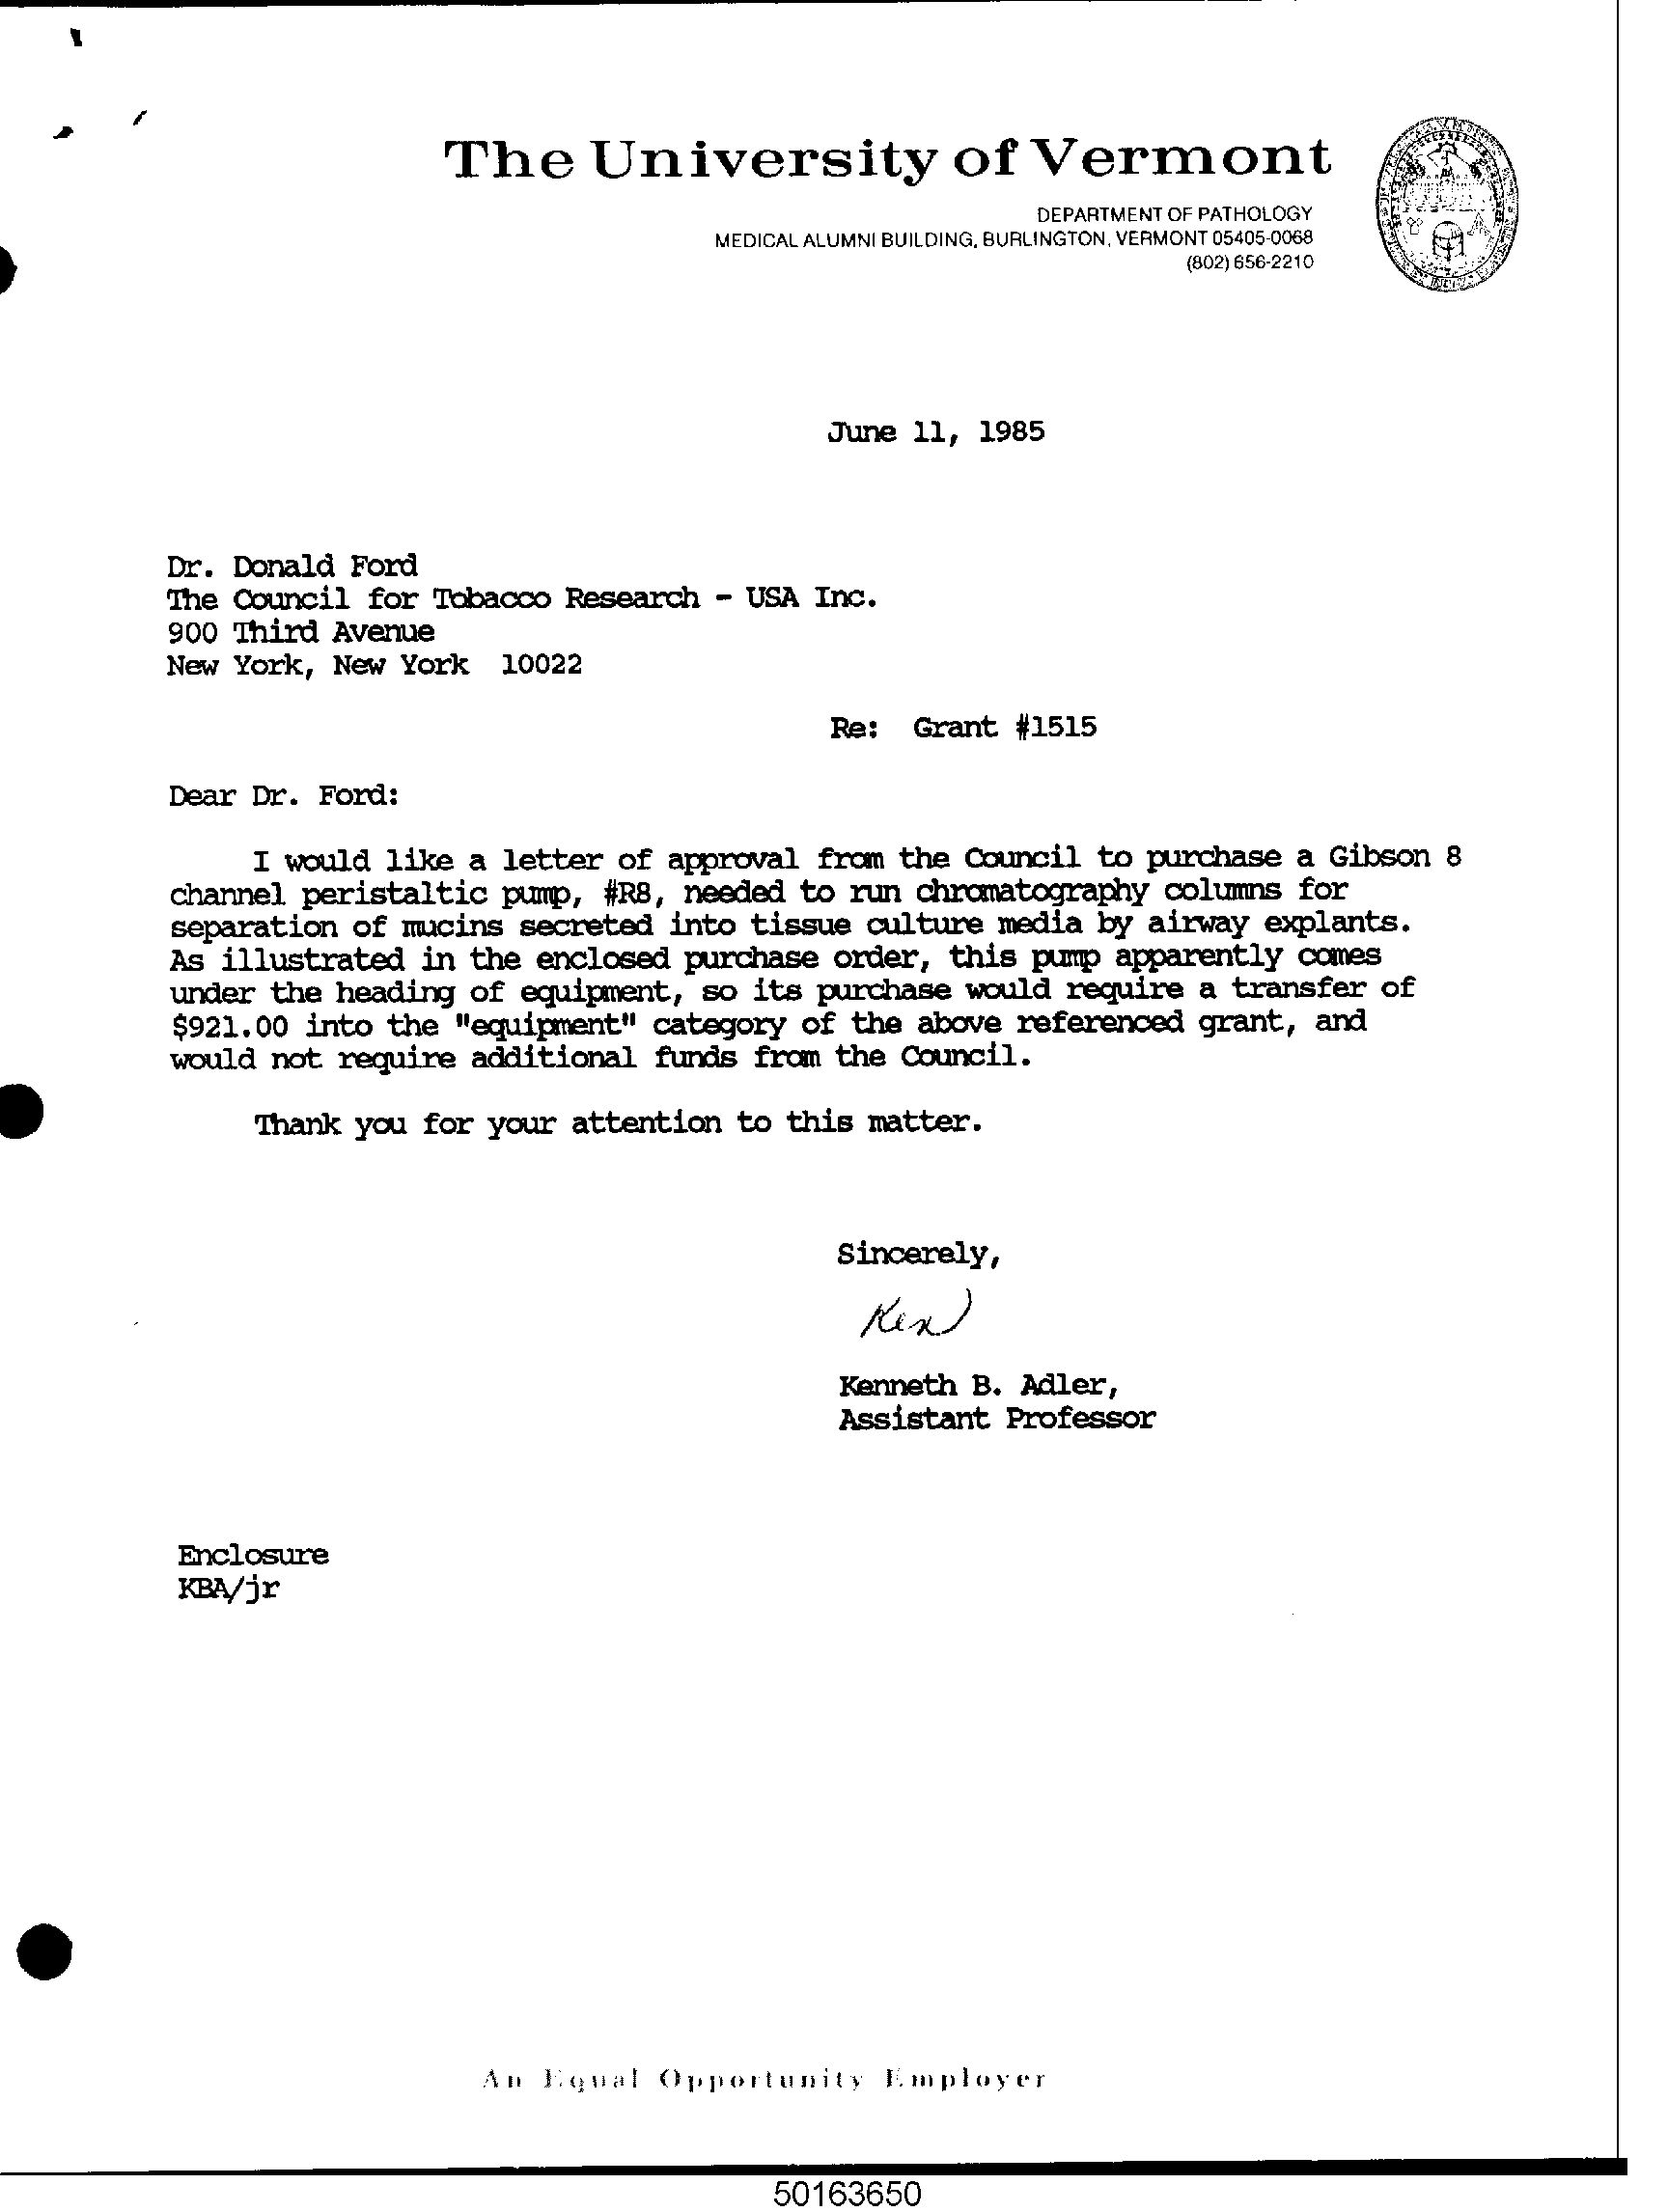 The University of Vermont
DEPARTMENT OF PATHOLOGY
MEDICAL ALUMNI BUILDING, BURLINGTON, VERMONT 05405-0068
(802) 656-2210
June 11, 1985
Dr. Donald Ford
The Council for Tobacco Research - USA Inc.
900 Third Avenue
New York, New York 10022
Re: Grant #1515
Dear Dr. Ford:
I would like a letter of approval from the Council to purchase a Gibson 8
channel peristaltic pump, #R8, needed to run chromatography columns for
separation of mucins secreted into tissue culture media by airway explants.
As illustrated in the enclosed purchase order, this pump apparently comes
under the heading of equipment, so its purchase would require a transfer of
$921.00 into the "equipment" category of the above referenced grant, and
would not require additional funds from the Council.
Thank you for your attention to this matter.
Sincerely,
Ken
Kenneth B. Adler,
Assistant Professor
Enclosure
KBA/jr
An Equal Opportunity Employer
50163650